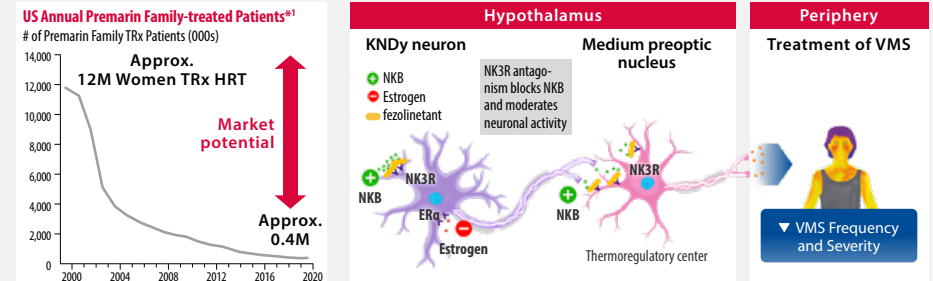 US Annual Premarin Family-treated Patients*1
# of Premarin Family TRx Patients (000s)
14,000
12,000
10,000
8,000
6,000
4,000
2,000
0
2000 2004 2008 2012 2016 2020
Approx.
12M Women TRx HRT
Market
potential
Approx.
0.4M
Hypothalamus
KNDy neuron
Medium preoptic
nucleus
NKB
Estrogen
fezolinetant
NK3R antago-
nism blocks NKB
and moderates
neuronal activity
NK3R
NKB
ERα
Estrogen
NKB
NK3R
Thermoregulatory center
Periphery
Treatment of VMS
▼ VMS Frequency
and Severity